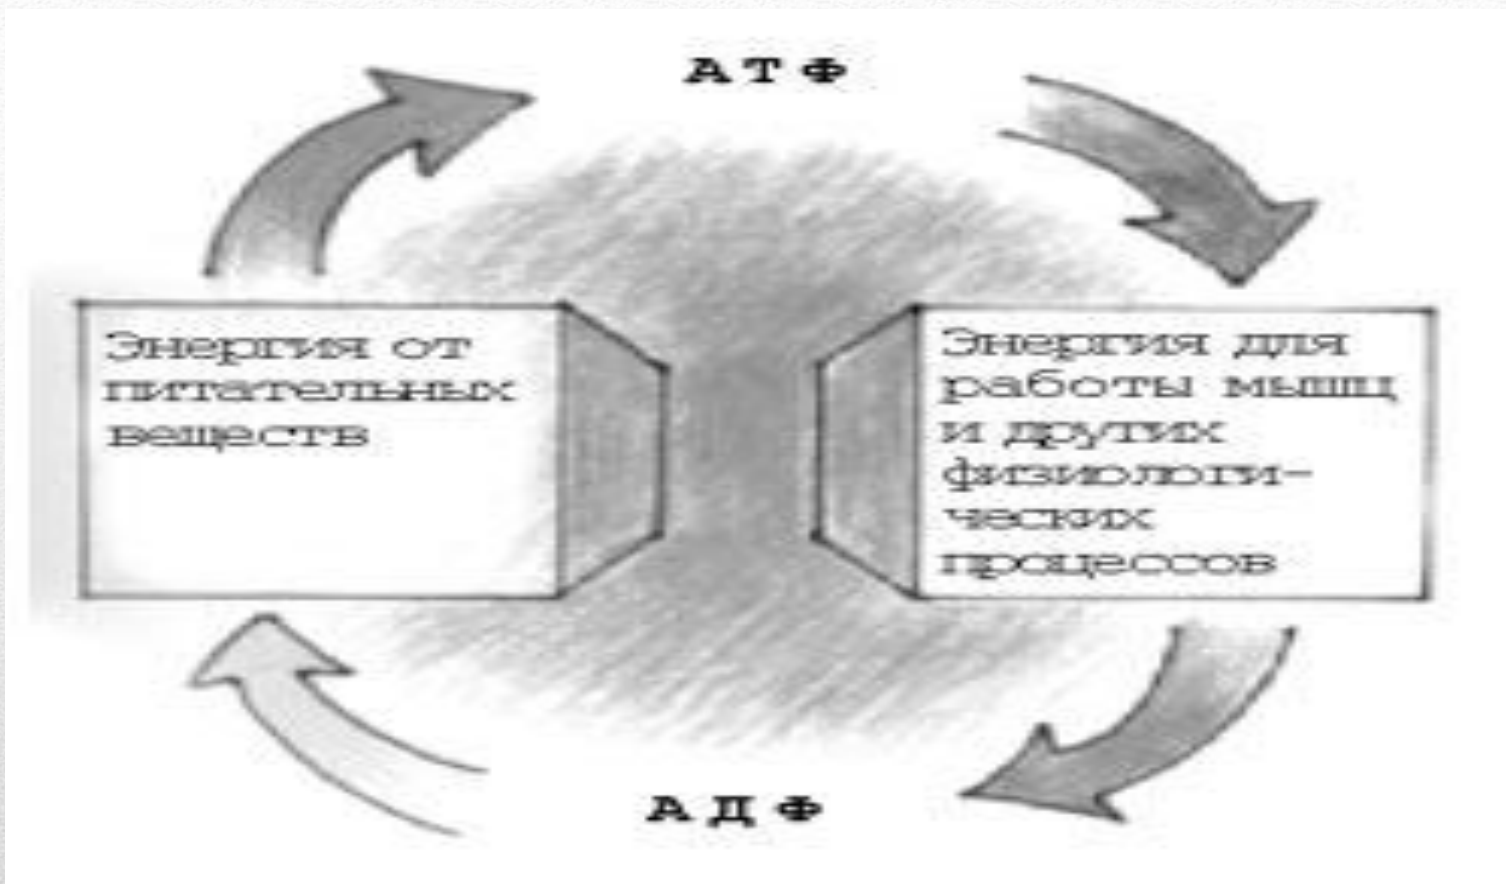 АТФ
Энергия от
питательных
веществ
Энергия для
работы мышц
и других
физиологи-
ческих
процессов
АДФ